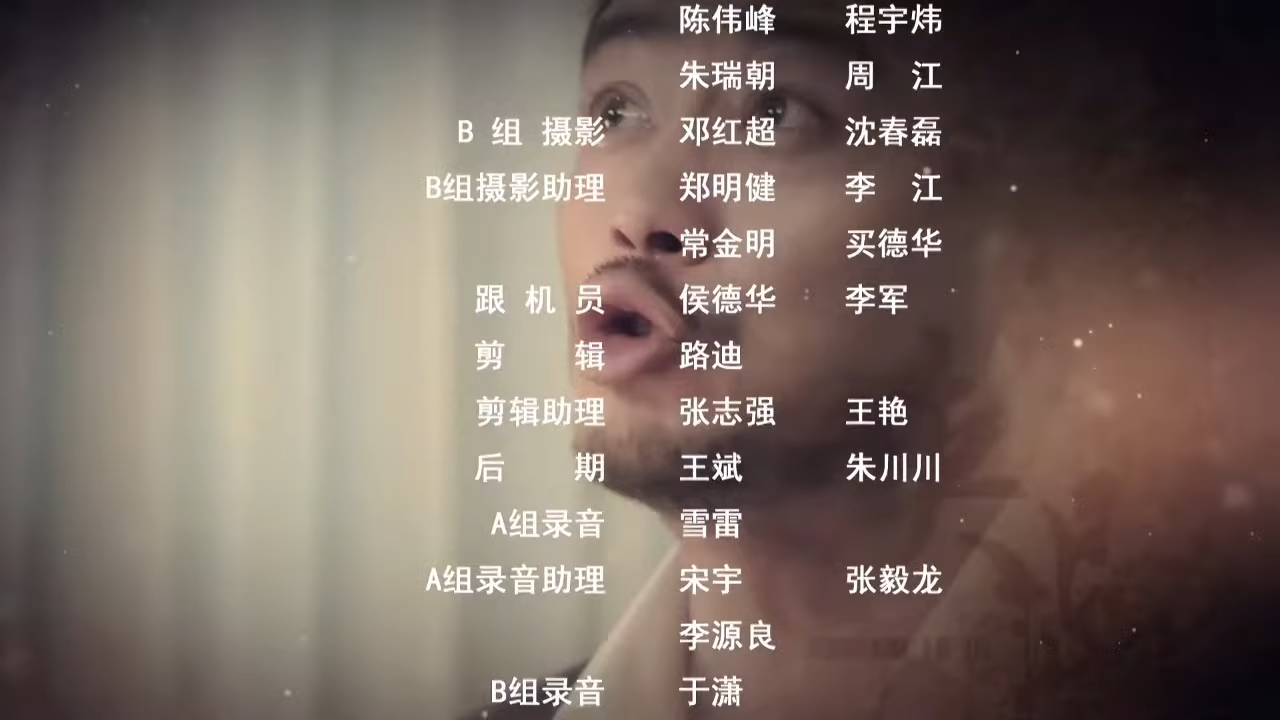 陈伟峰 程宇炜
朱瑞朝 周 江
B 组 摄影 邓红超 沈春磊
B组摄影助理 郑明健 李 江
常金明 买德华
跟 机 员 侯德华 李军
剪 辑 路迪
剪辑助理 张志强 王艳
后 期 王斌 朱川川
A组录音 雪雷
A组录音助理 宋宇 张毅龙
李源良
B组录音 于潇